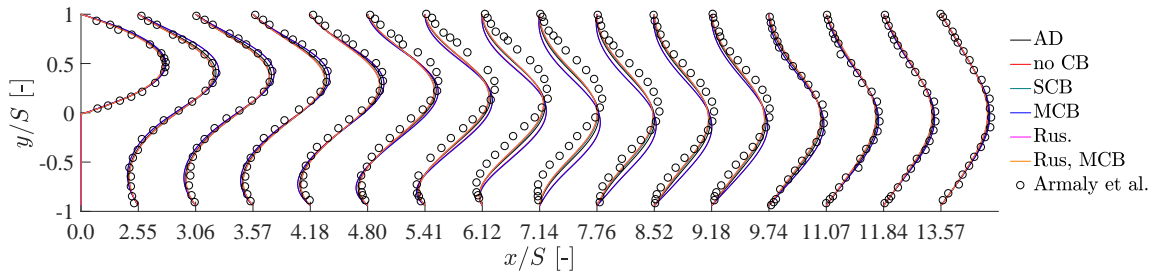 y/S [-]
1
0.5
0
-0.5
-1
0.0 2.55 3.06 3.57 4.18 4.80 5.41 6.12 7.14 7.76 8.52 9.18 9.74 11.07 11.84 13.57
x/S [-]
AD
no CB
SCB
MCB
Rus.
Rus, MCB
Armaly et al.